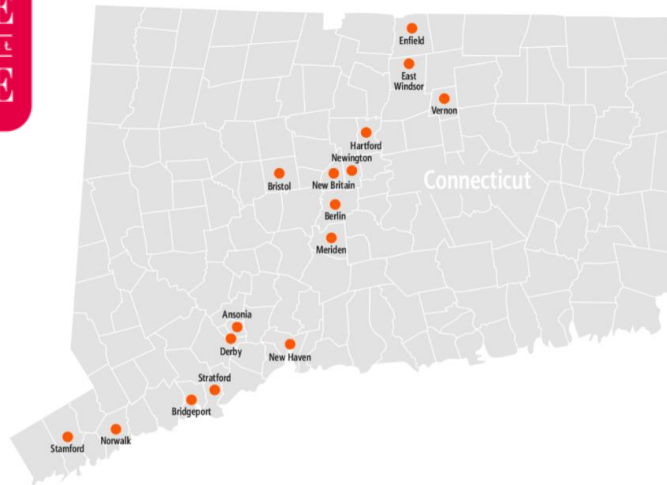 Enfield
East
Windsor
Vernon
Hartford
Newington
Bristol
New Britain
Connecticut
Berlin
Meriden
Ansonia
Derby
New Haven
Stratford
Bridgeport
Stamford
Norwalk